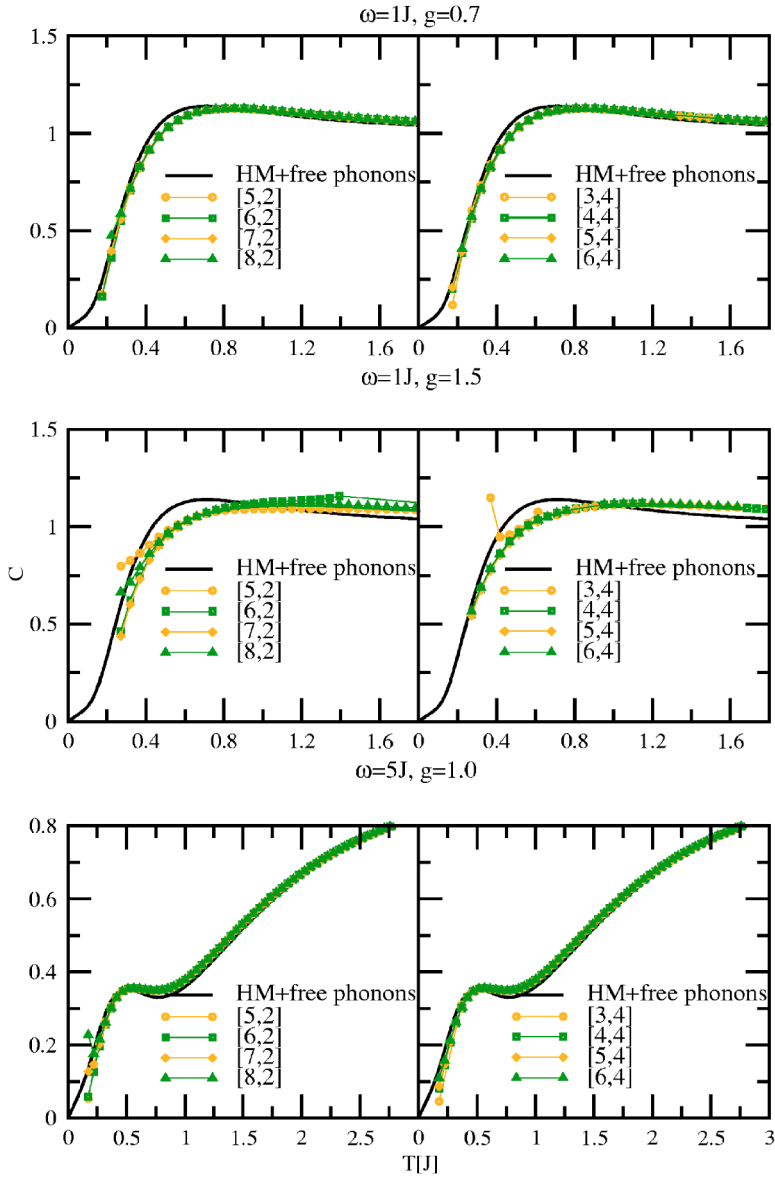 ω=1J, g=0.7
1.5
1
0.5
0
HM+free phonons
[5,2]
[6,2]
[7,2]
[8,2]
HM+free phonons
[3,4]
[4,4]
[5,4]
[6,4]
0 0.4 0.8 1.2 1.6 0 0.4 0.8 1.2 1.6
ω=1J, g=1.5
1.5
1
0.5
0
C
HM+free phonons
[5,2]
[6,2]
[7,2]
[8,2]
HM+free phonons
[3,4]
[4,4]
[5,4]
[6,4]
0 0.4 0.8 1.2 1.6 0 0.4 0.8 1.2 1.6
ω=5J, g=1.0
0.8
0.6
0.4
0.2
0
HM+free phonons
[5,2]
[6,2]
[7,2]
[8,2]
HM+free phonons
[3,4]
[4,4]
[5,4]
[6,4]
0 0.5 1 1.5 2 2.5 0 0.5 1 1.5 2 2.5 3
T[J]